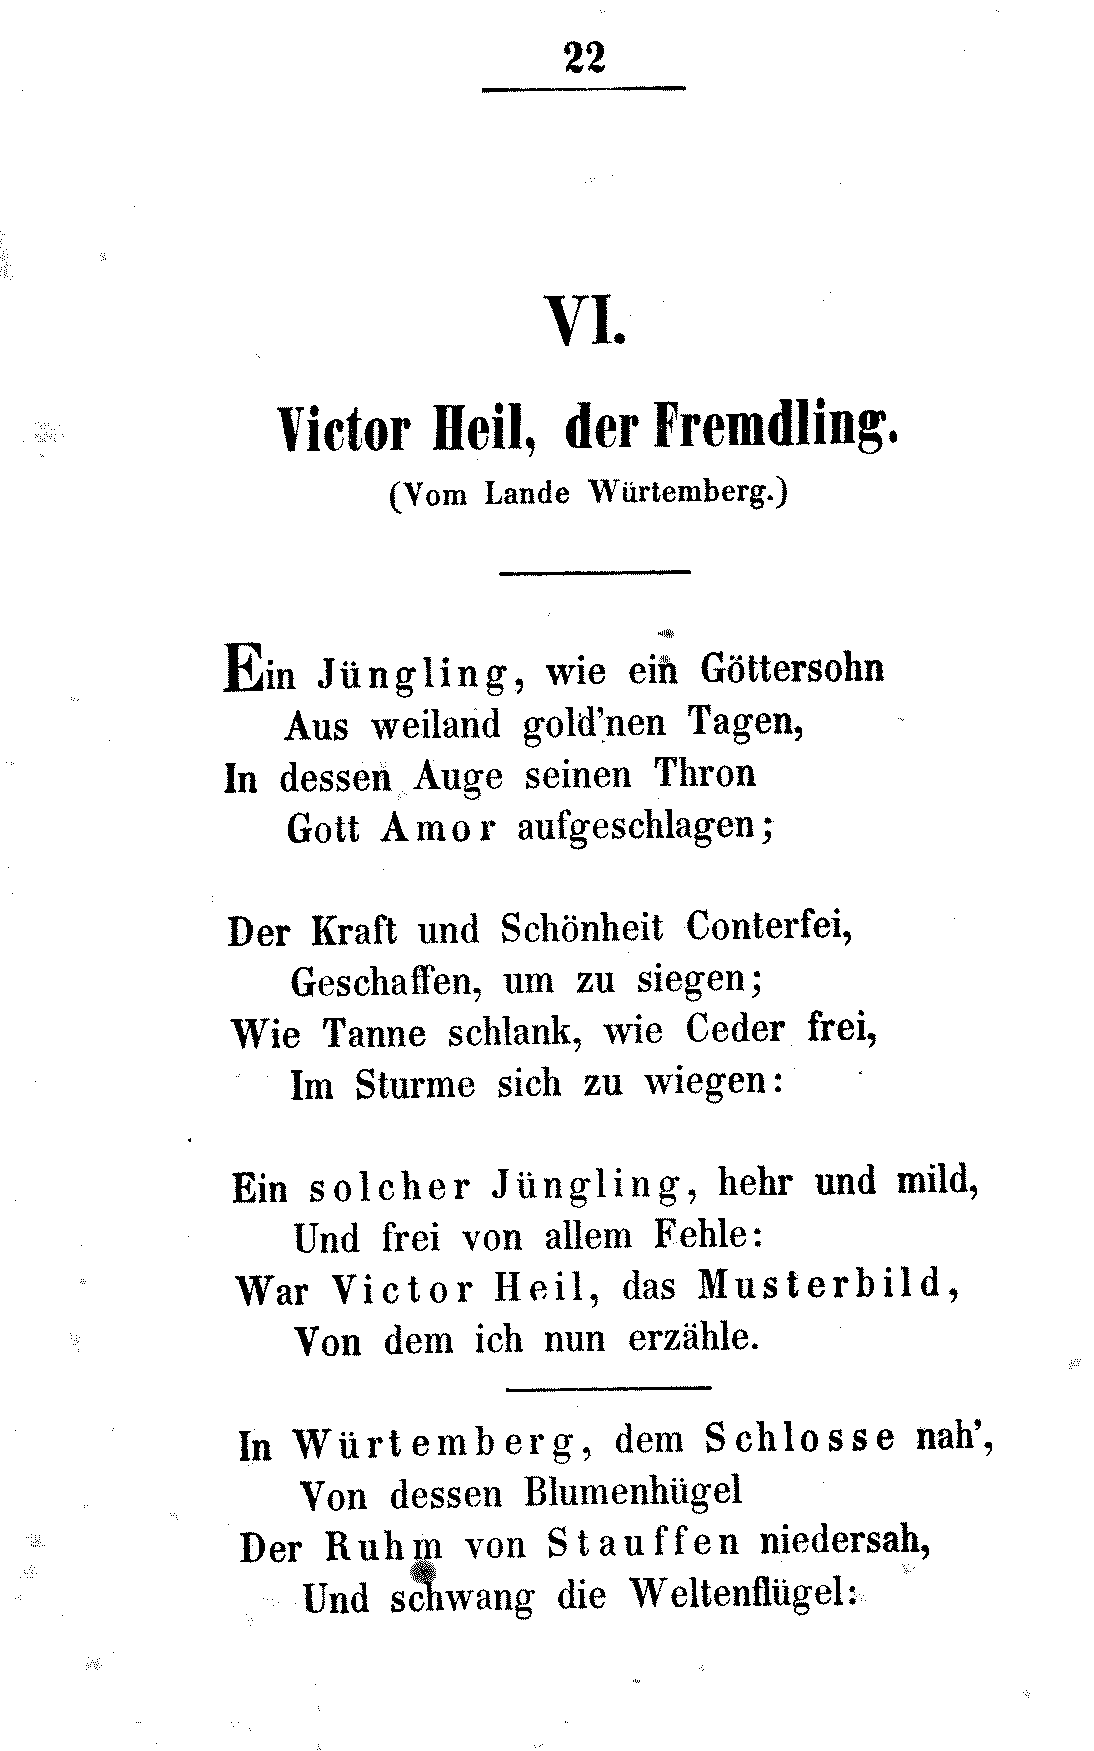 22
VI.
Victor Heil, der Fremdling.
(Vom Lande Würtemberg.)
Ein Jüngling, wie ein Göttersohn
Aus weiland gold'nen Tagen,
In dessen Auge seinen Thron
Gott Amor aufgeschlagen;
Der Kraft und Schönheit Conterfei,
Geschaffen, um zu siegen;
Wie Tanne schlank, wie Ceder frei,
Im Sturme sich zu wiegen:
Ein solcher Jüngling, hehr und mild,
Und frei von allem Fehle:
War Victor Heil, das Musterbild,
Von dem ich nun erzähle.
In Würtemberg, dem Schlosse nah',
Von dessen Blumenhügel
Der Ruhm von Stauffen niedersah,
Und schwang die Weltenflügel: